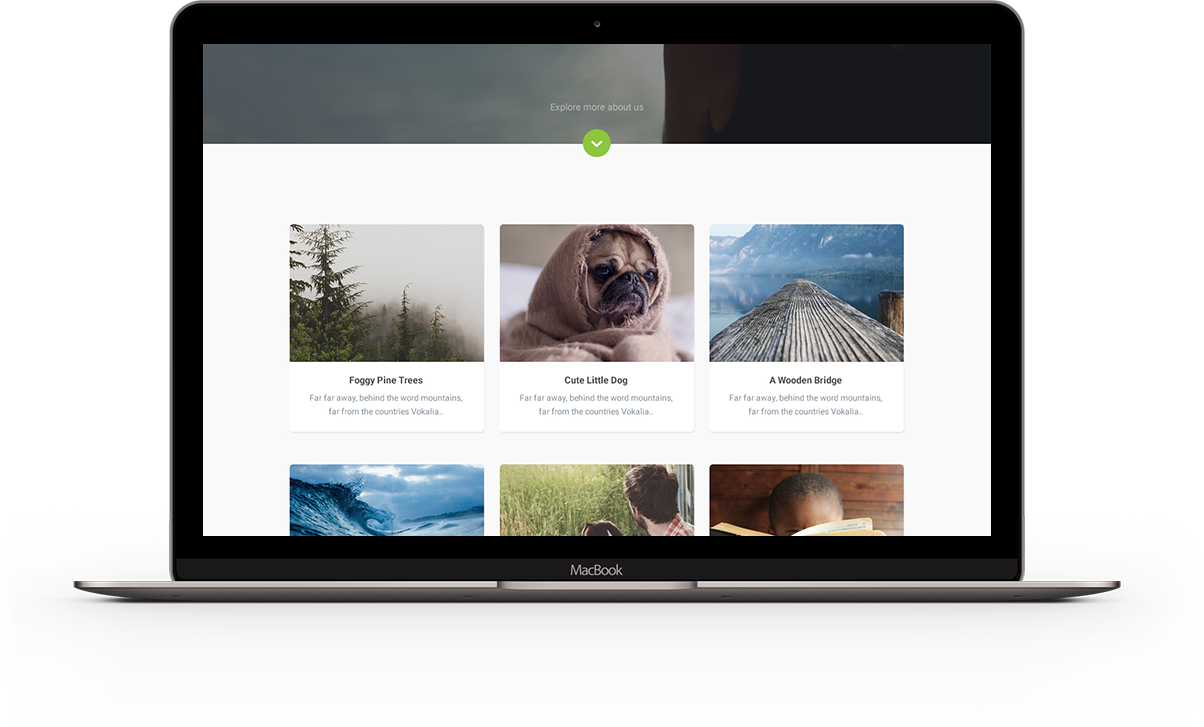 Explore more about us
Foggy Pine Trees
Far far away, behind the word mountains,
far from the countries Vokalia..
Cute Little Dog
Far far away, behind the word mountains,
far from the countries Vokalia..
A Wooden Bridge
Far far away, behind the word mountains,
far from the countries Vokalia..
MacBook